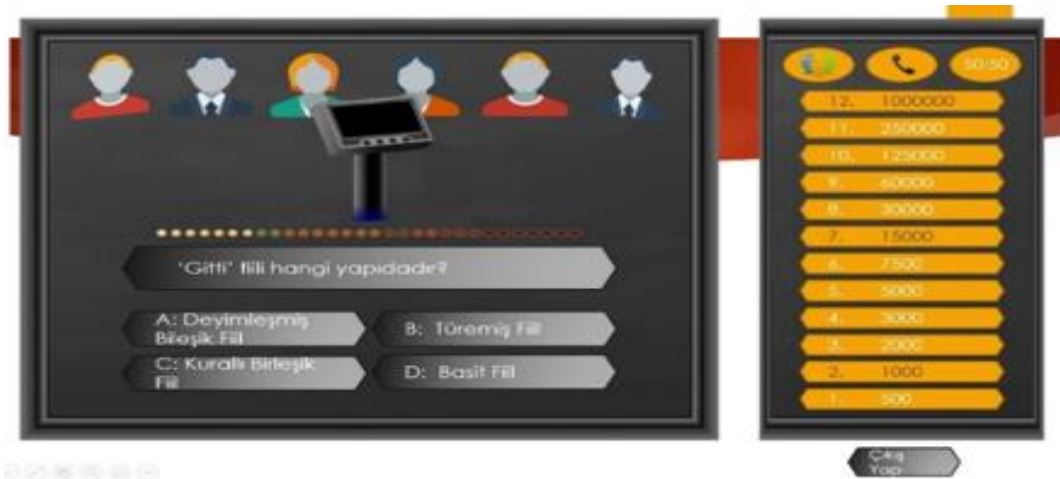 'Gitti' fiili hangi yapıdadır?
A: Deyimleşmiş
Bileşik Fiil
B: Türemiş Fiil
C: Kurallı Birleşik
Fiil
D: Basit Fiil
50:50
12. 1000000
11. 250000
10. 125000
9. 60000
8. 30000
7. 15000
6. 7500
5. 5000
4. 3000
3. 2000
2. 1000
1. 500
Çıkış
Yap